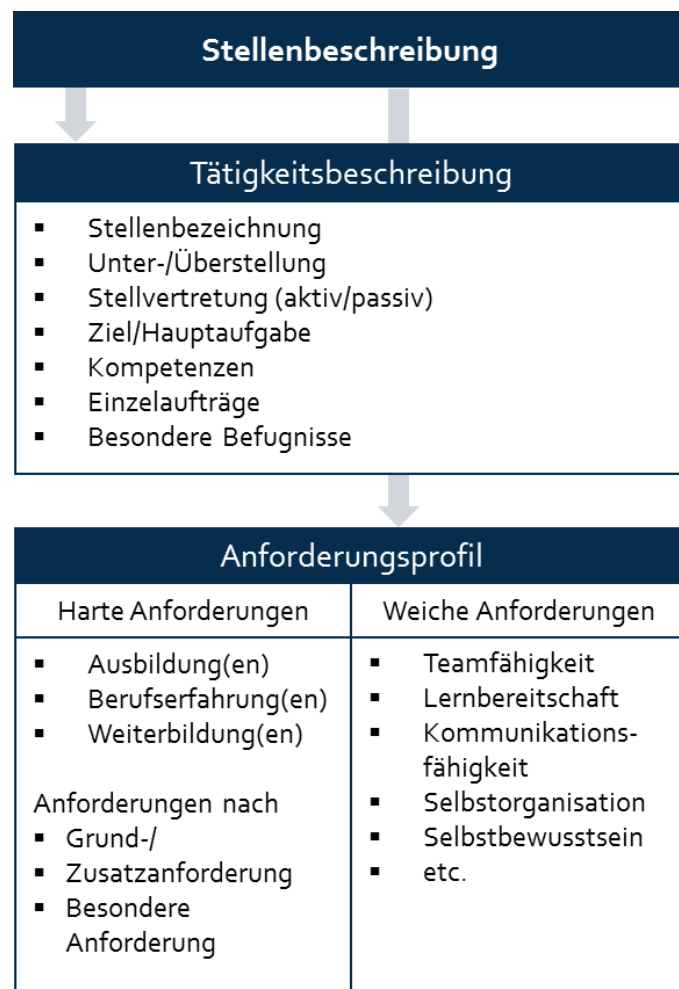 Stellenbeschreibung
Tätigkeitsbeschreibung
Stellenbezeichnung
Unter-/Überstellung
Stellvertretung (aktiv/passiv)
Ziel/Hauptaufgabe
Kompetenzen
Einzelaufträge
Besondere Befugnisse
Anforderungsprofil
Harte Anforderungen
Ausbildung(en)
Berufserfahrung(en)
Weiterbildung(en)
Anforderungen nach
Grund-/
Zusatzanforderung
Besondere
Anforderung
Weiche Anforderungen
Teamfähigkeit
Lernbereitschaft
Kommunikations-
fähigkeit
Selbstorganisation
Selbstbewusstsein
etc.